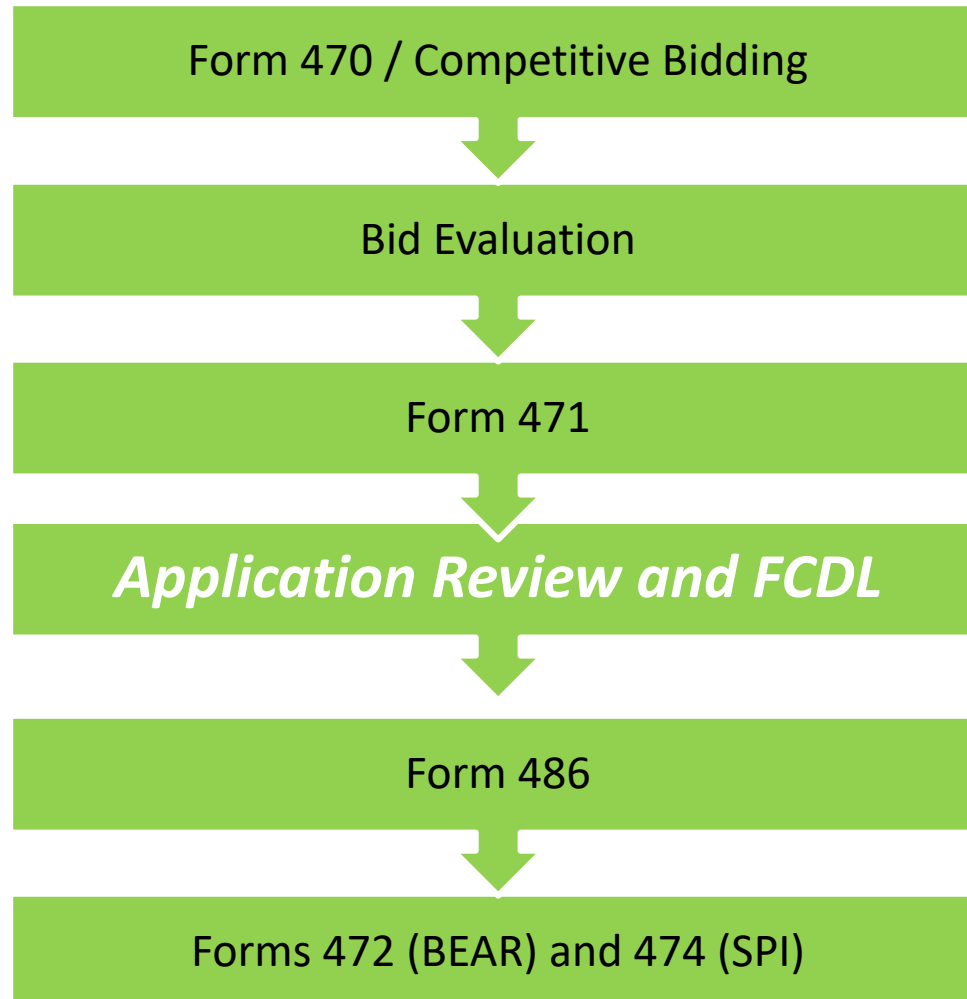 Form 470 / Competitive Bidding
Bid Evaluation
Form 471
Application Review and FCDL
Form 486
Forms 472 (BEAR) and 474 (SPI)